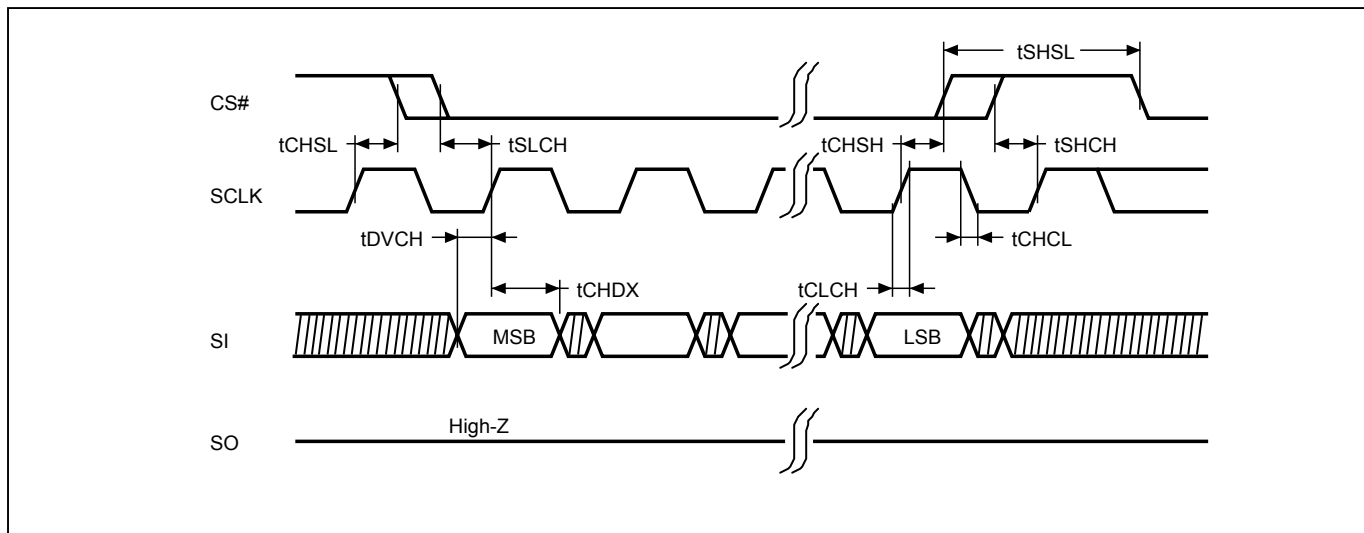 tSHSL
CS#
tCHSL
tSLCH
tCHSH
tSHCH
SCLK
tDVCH
tCHCL
tCHDX
tCLCH
SI
MSB
LSB
High-Z
SO